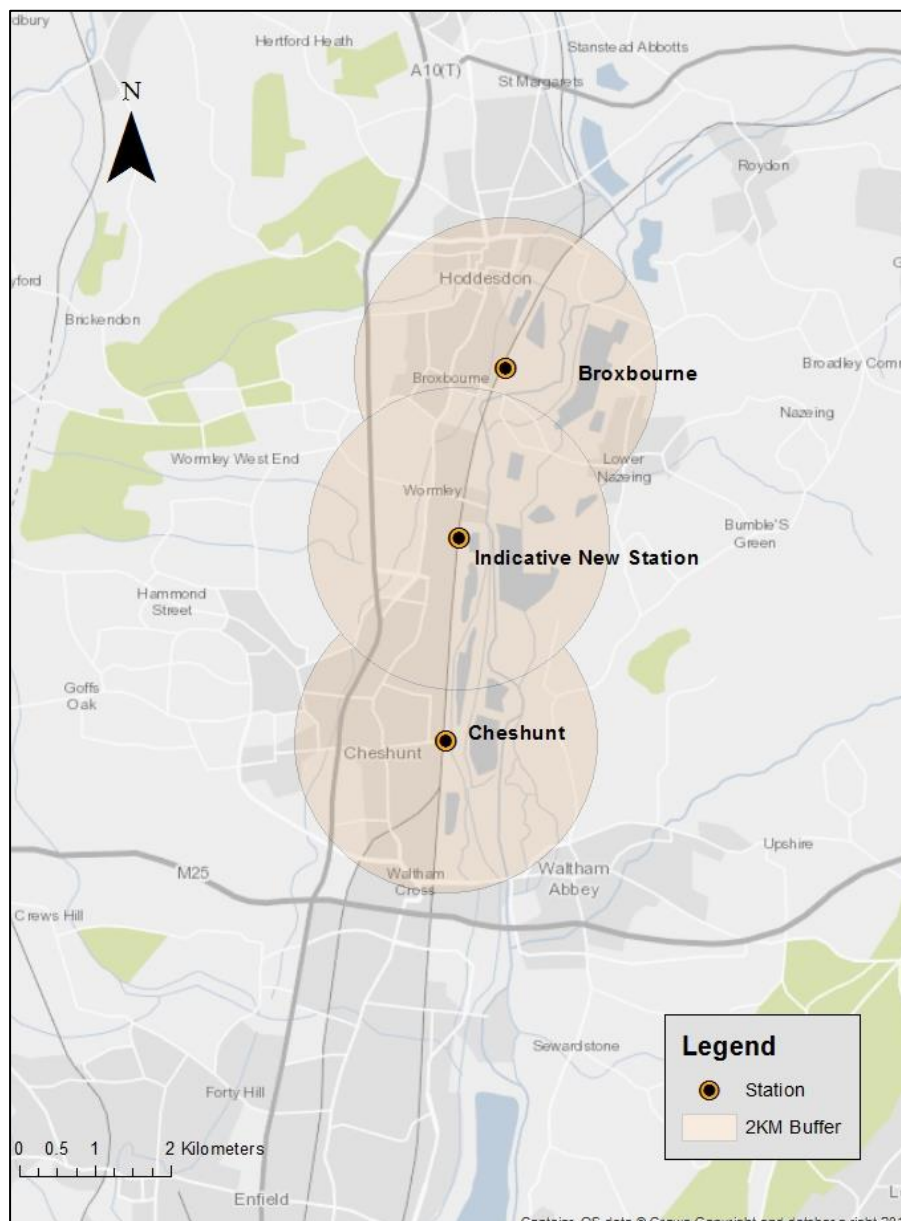 dbury
Hertford Heath
Stanstead Abbotts
A10(T)
St Margarets
N
Roydon
Hoddesdon
yford
Brickendon
Broxbourne
Broxbourne
Broadley Com
Nazeing
Wormley West End
Lower
Nazeing
Wormley
Bumble'S
Green
Indicative New Station
Hammond
Street
Goffs
Oak
Cheshunt
Cheshunt
Upshire
M25
Waltham
Cross
Waltham
Abbey
Crews Hill
Sewardstone
Legend
Station
2KM Buffer
Forty Hill
0 0.5 1 2 Kilometers
Enfield